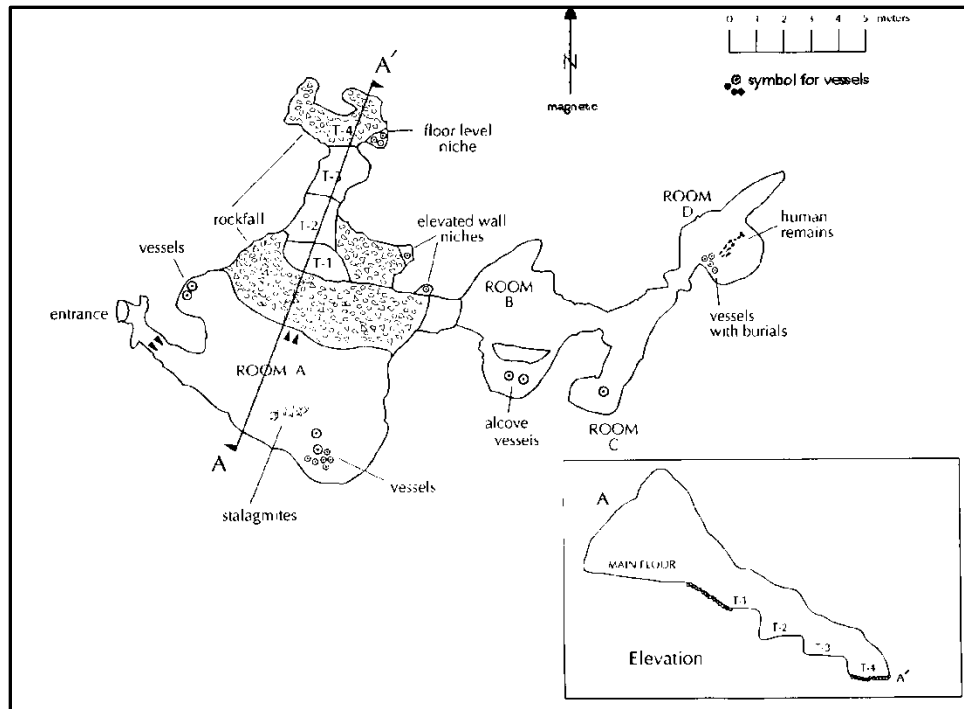 0 1 2 3 4 5 meters
symbol for vessels
N
magnetic
A'
T-4
floor level
niche
T-3
rockfall
T-2
elevated wall
niches
vessels
T-1
entrance
ROOM A
A
stalagmites
vessels
ROOM
B
alcove
vessels
ROOM
C
ROOM
D
human
remains
vessels
with burials
A
MAIN FLOOR
T-1
T-2
T-3
T-4
A'
Elevation